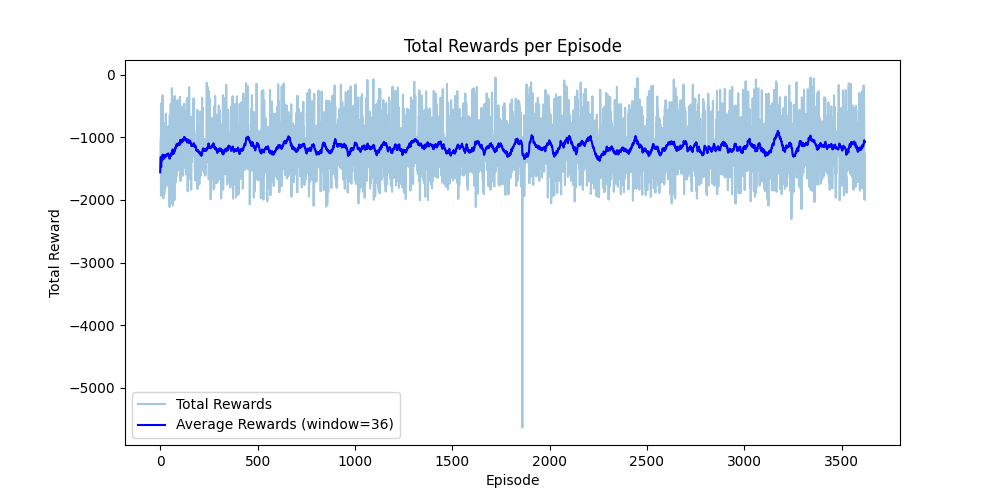 Total Rewards per Episode
Total Reward
0
−1000
−2000
−3000
−4000
−5000
Total Rewards
Average Rewards (window=36)
0
500
1000
1500
2000
2500
3000
3500
Episode